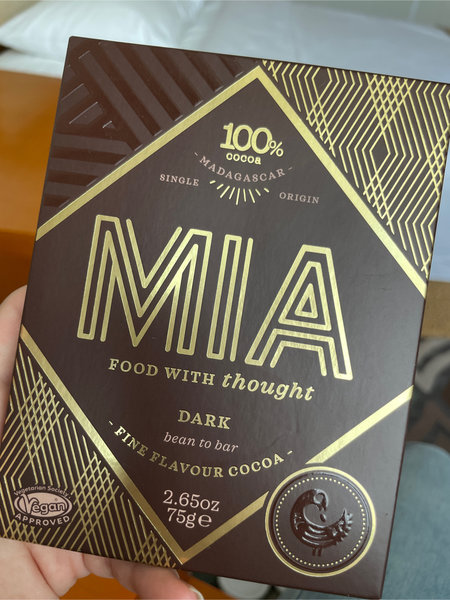 100%
cocoa
- MADAGASCAR -
SINGLE ORIGIN
MIA
FOOD WITH thought
DARK
bean to bar
- FINE FLAVOUR COCOA -
2.65oz
75g e
Vegetarian Society
Vegan
APPROVED